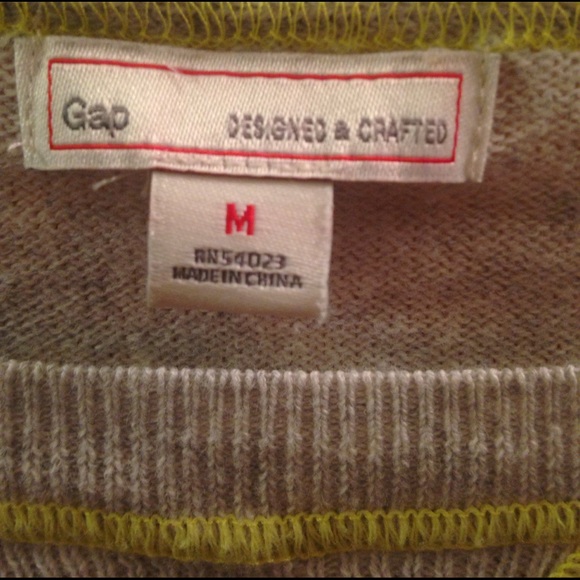 Gap DESIGNED & CRAFTED
M
RN54023
MADE IN CHINA